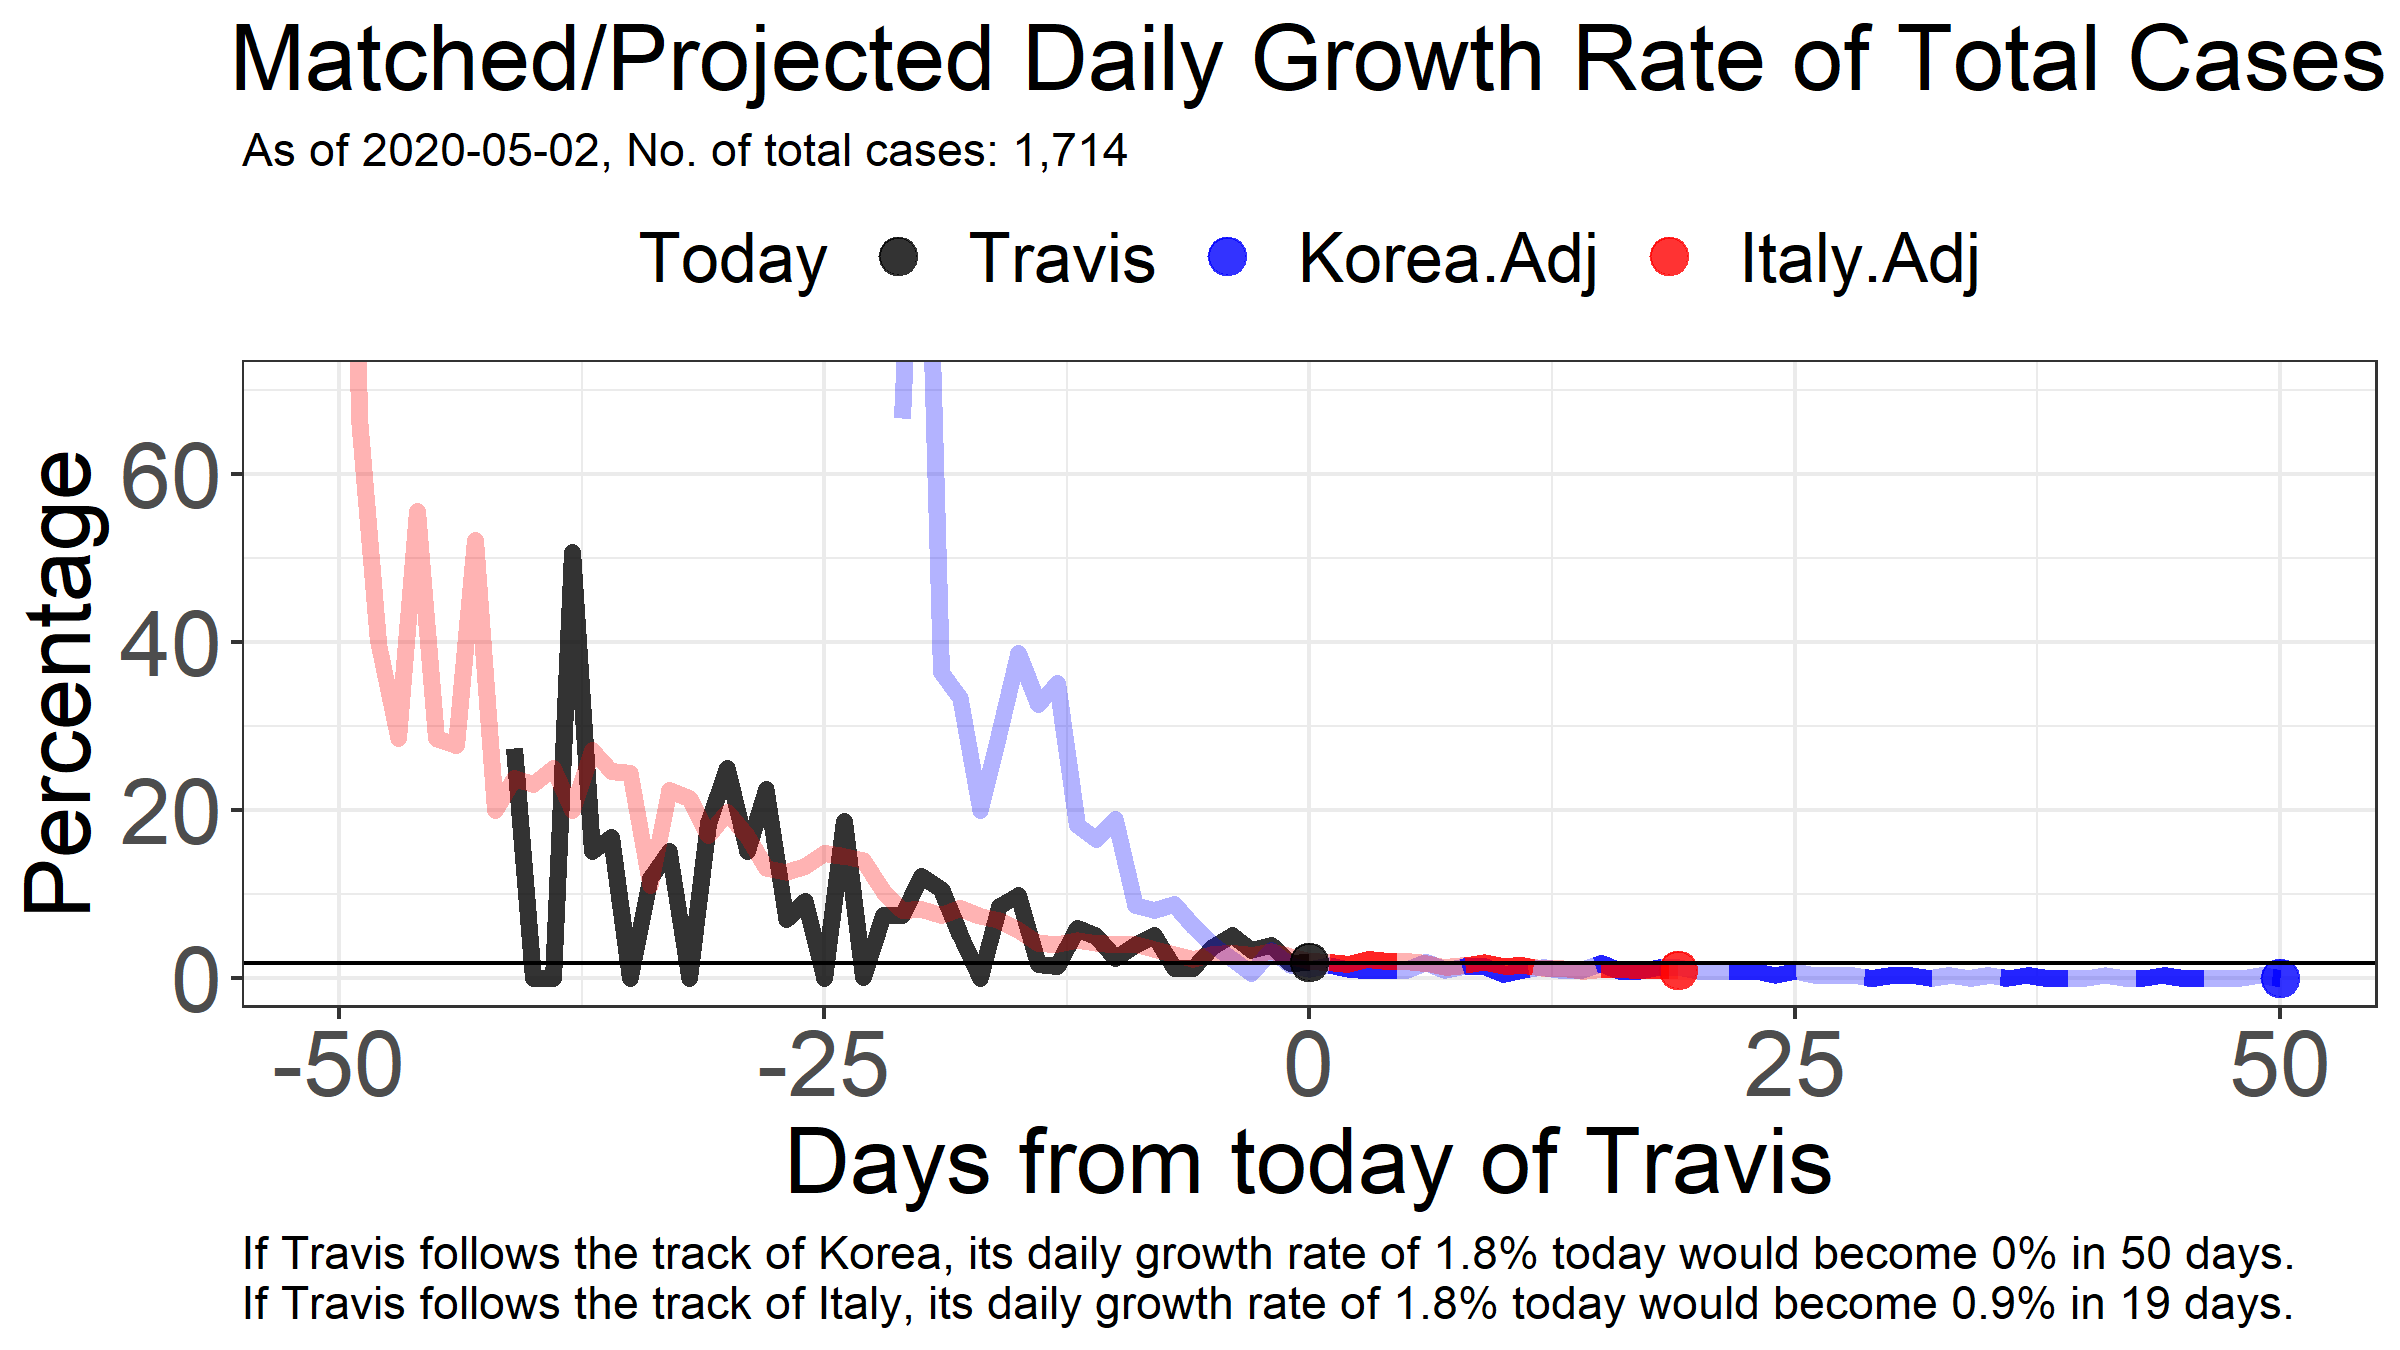 Matched/Projected Daily Growth Rate of Total Cases
As of 2020-05-02, No. of total cases: 1,714
Today Travis Korea.Adj Italy.Adj
Percentage
60
40
20
0
-50 -25 0 25 50
Days from today of Travis
If Travis follows the track of Korea, its daily growth rate of 1.8% today would become 0% in 50 days.
If Travis follows the track of Italy, its daily growth rate of 1.8% today would become 0.9% in 19 days.